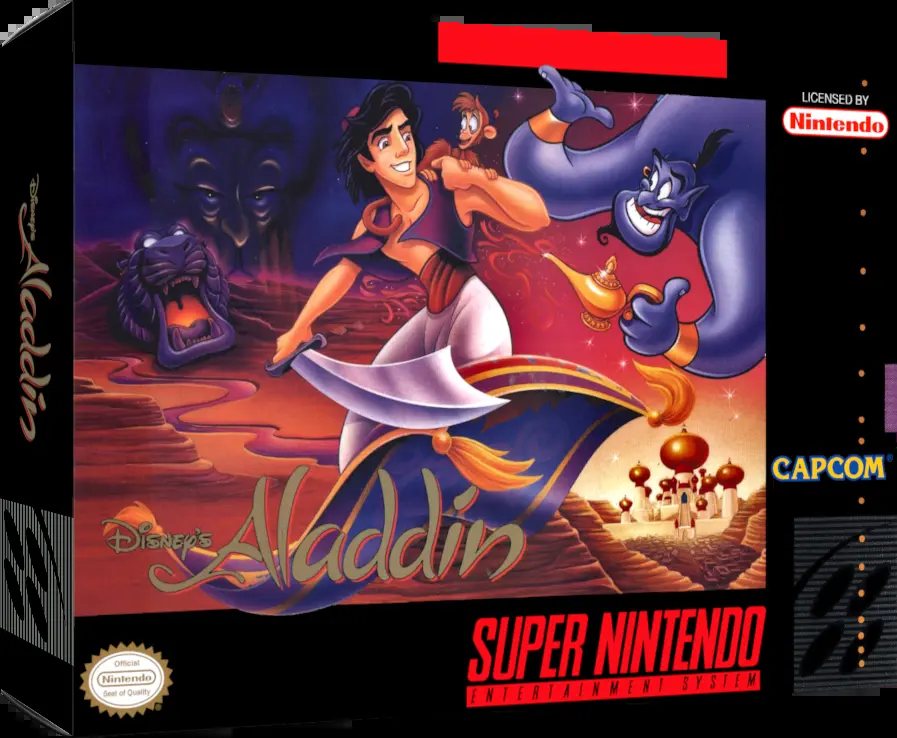 Disney's Aladdin
LICENSED BY
Nintendo
CAPCOM®
DISNEY'S Aladdin
SUPER NINTENDO
ENTERTAINMENT SYSTEM
Official
Nintendo
Seal of Quality